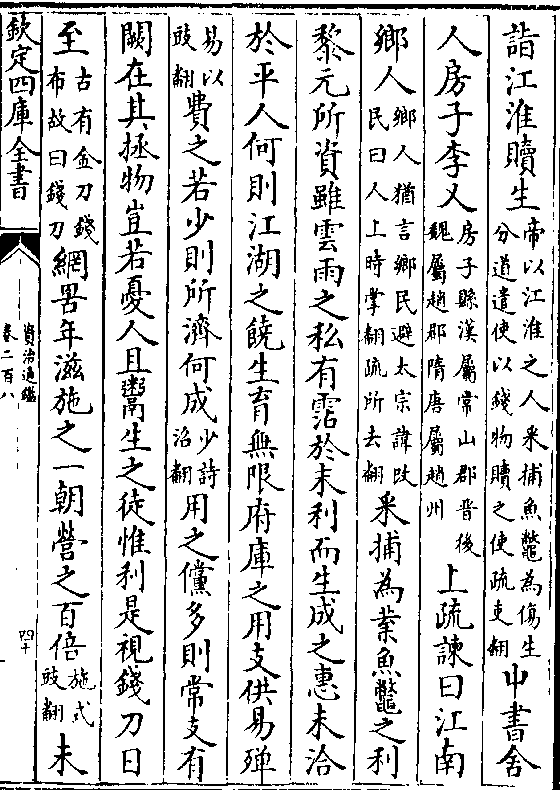 詣江淮贖生帝以江淮之人采捕魚鼈為傷生分道遣使以錢物贖之使疏吏翻中書舍
人房子李乂房子縣漢屬常山郡晉後魏屬趙郡隋唐屬趙州上疏諫曰江南
鄉人鄉人猶言鄉民避太宗諱改民曰人上時掌翻疏所去翻采捕為業魚鼈之利
黎元所資雖雲雨之私有霑於末利而生成之惠未洽
於平人何則江湖之饒生育無限府庫之用支供易殫
易以豉翻費之若少則所濟何成少詩沼翻用之儻多則常支有
闕在其拯物豈若憂人且鬻生之徒惟利是視錢刀日
至古有金刀錢布故曰錢刀網罟年滋施之一朝營之百倍施式豉翻未
欽定四庫全書
資治通鑑
卷二百八
四十